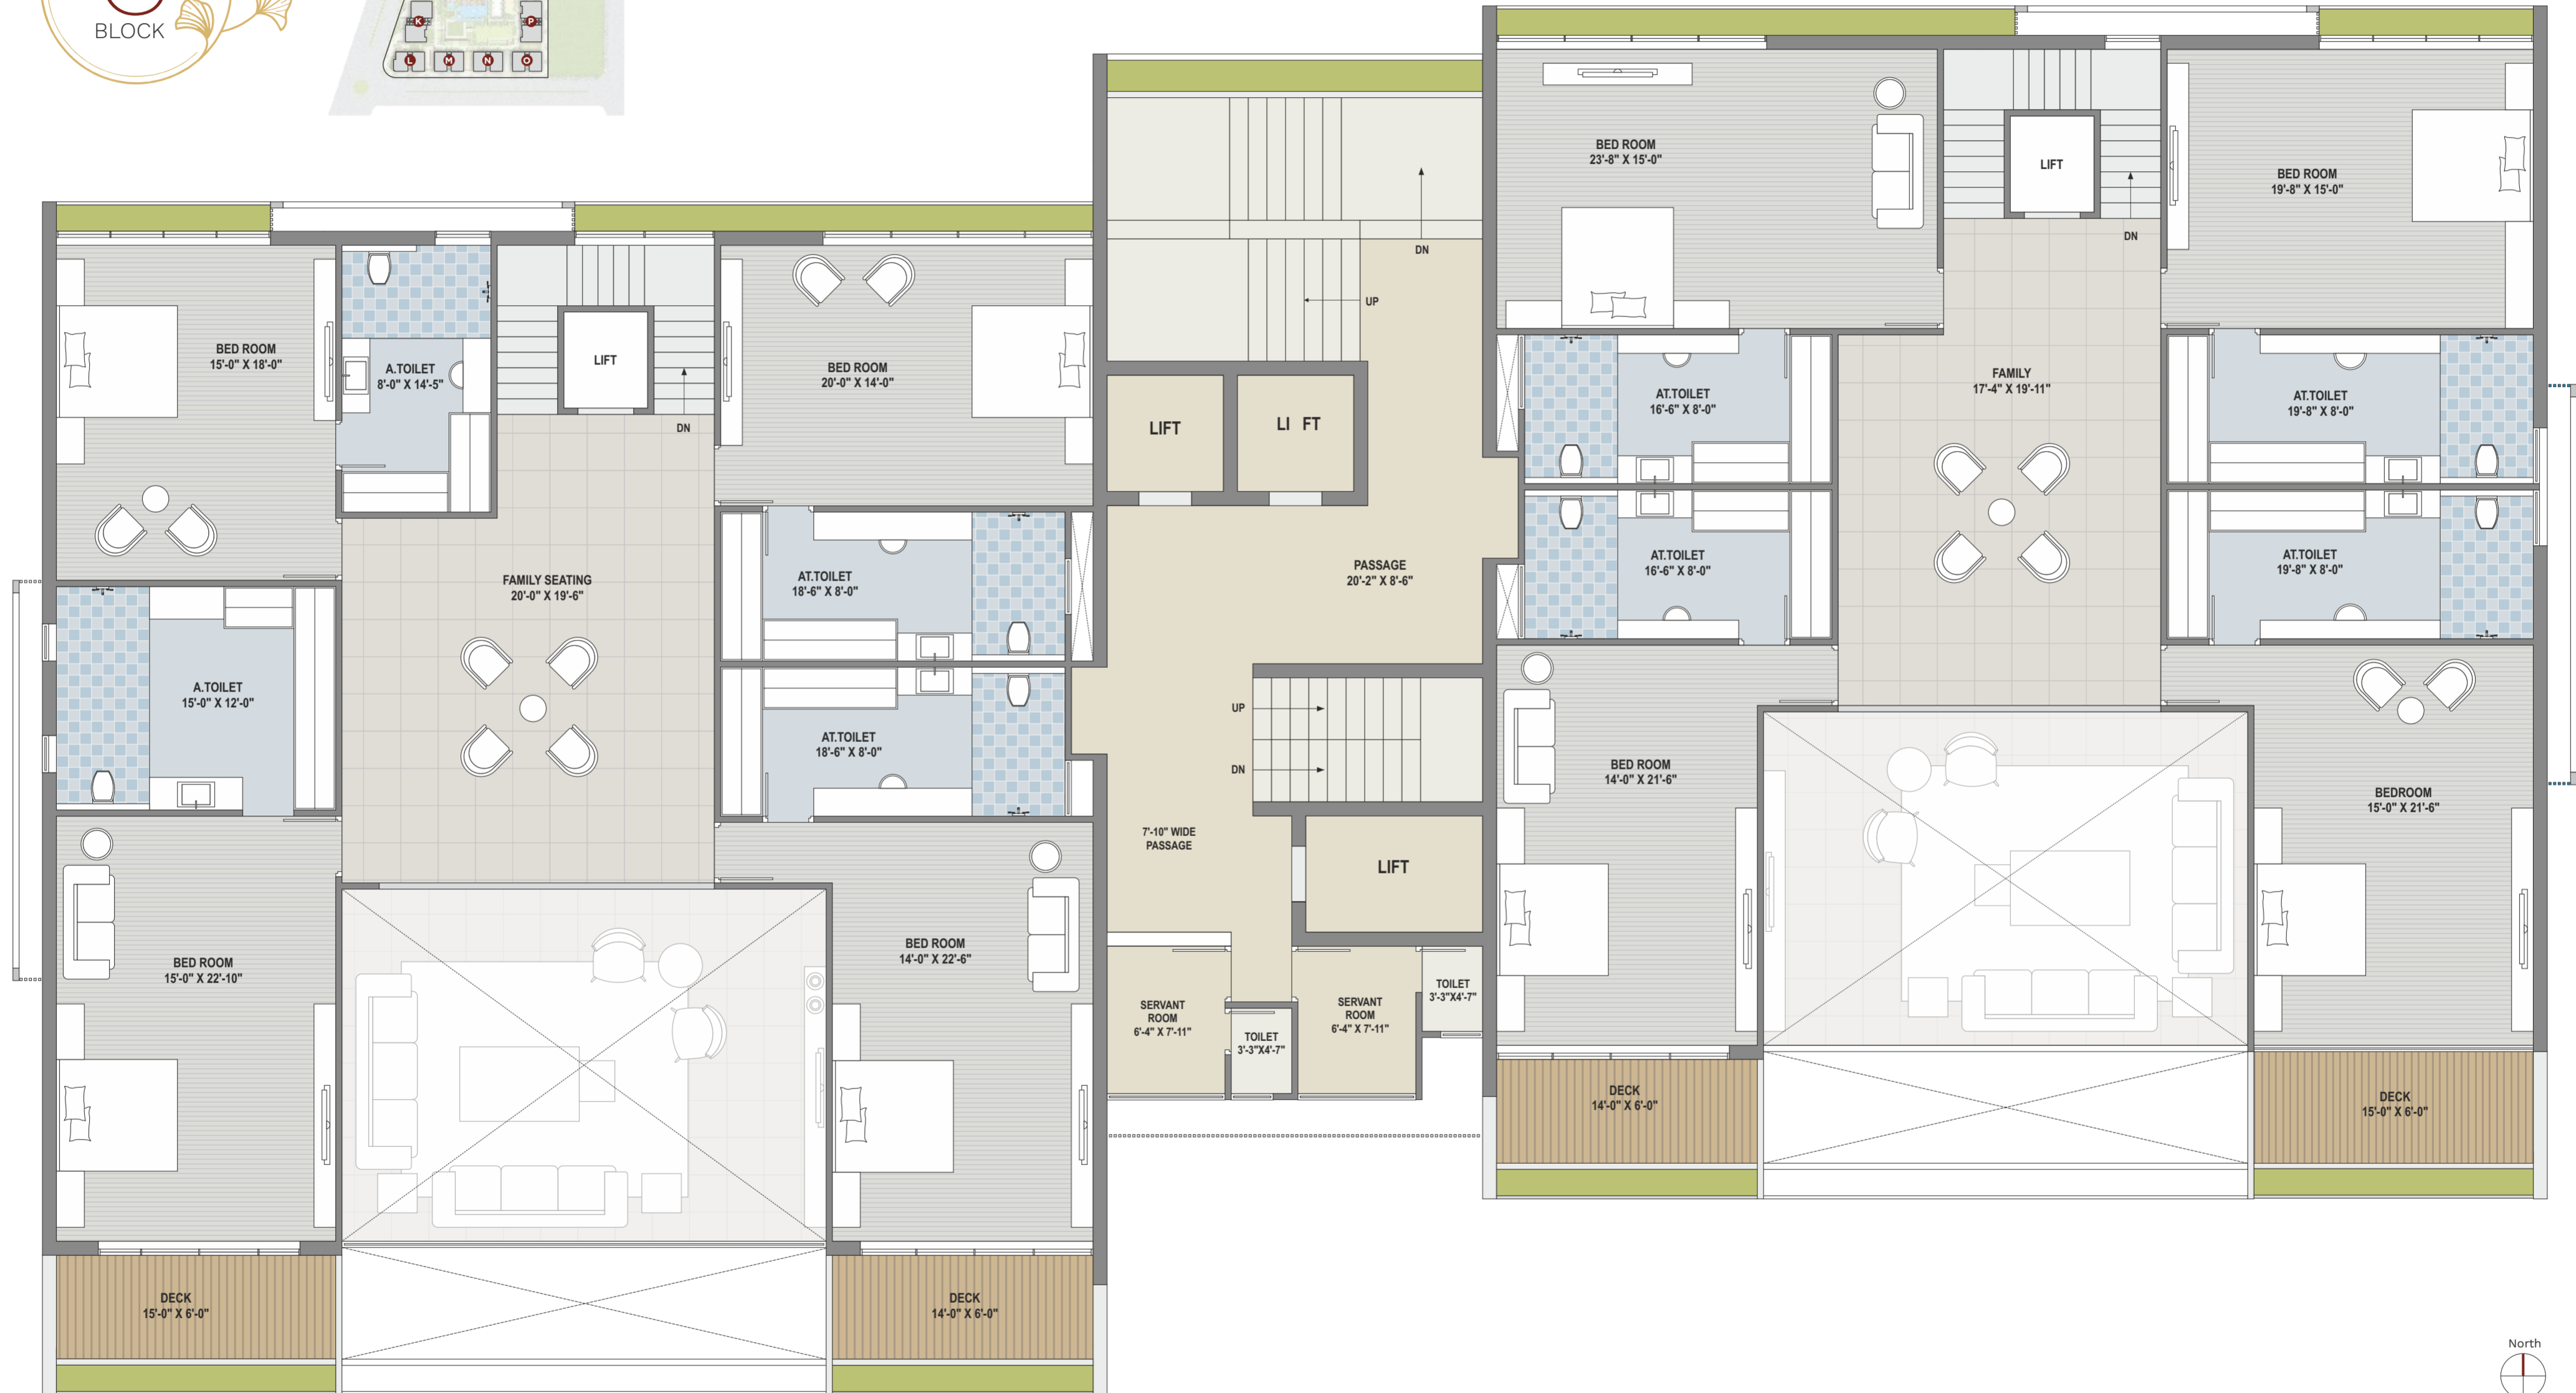 BLOCK
K
P
L
M
N
O
BED ROOM
15'-0" X 18'-0"
A.TOILET
8'-0" X 14'-5"
LIFT
DN
BED ROOM
20'-0" X 14'-0"
FAMILY SEATING
20'-0" X 19'-6"
AT.TOILET
18'-6" X 8'-0"
A.TOILET
15'-0" X 12'-0"
AT.TOILET
18'-6" X 8'-0"
BED ROOM
15'-0" X 22'-10"
BED ROOM
14'-0" X 22'-6"
DECK
15'-0" X 6'-0"
DECK
14'-0" X 6'-0"
DN
UP
LIFT
LI FT
PASSAGE
20'-2" X 8'-6"
UP
DN
7'-10" WIDE
PASSAGE
LIFT
SERVANT
ROOM
6'-4" X 7'-11"
TOILET
3'-3"X4'-7"
SERVANT
ROOM
6'-4" X 7'-11"
TOILET
3'-3"X4'-7"
BED ROOM
23'-8" X 15'-0"
LIFT
DN
BED ROOM
19'-8" X 15'-0"
AT.TOILET
16'-6" X 8'-0"
FAMILY
17'-4" X 19'-11"
AT.TOILET
19'-8" X 8'-0"
AT.TOILET
16'-6" X 8'-0"
AT.TOILET
19'-8" X 8'-0"
BED ROOM
14'-0" X 21'-6"
BEDROOM
15'-0" X 21'-6"
DECK
14'-0" X 6'-0"
DECK
15'-0" X 6'-0"
North